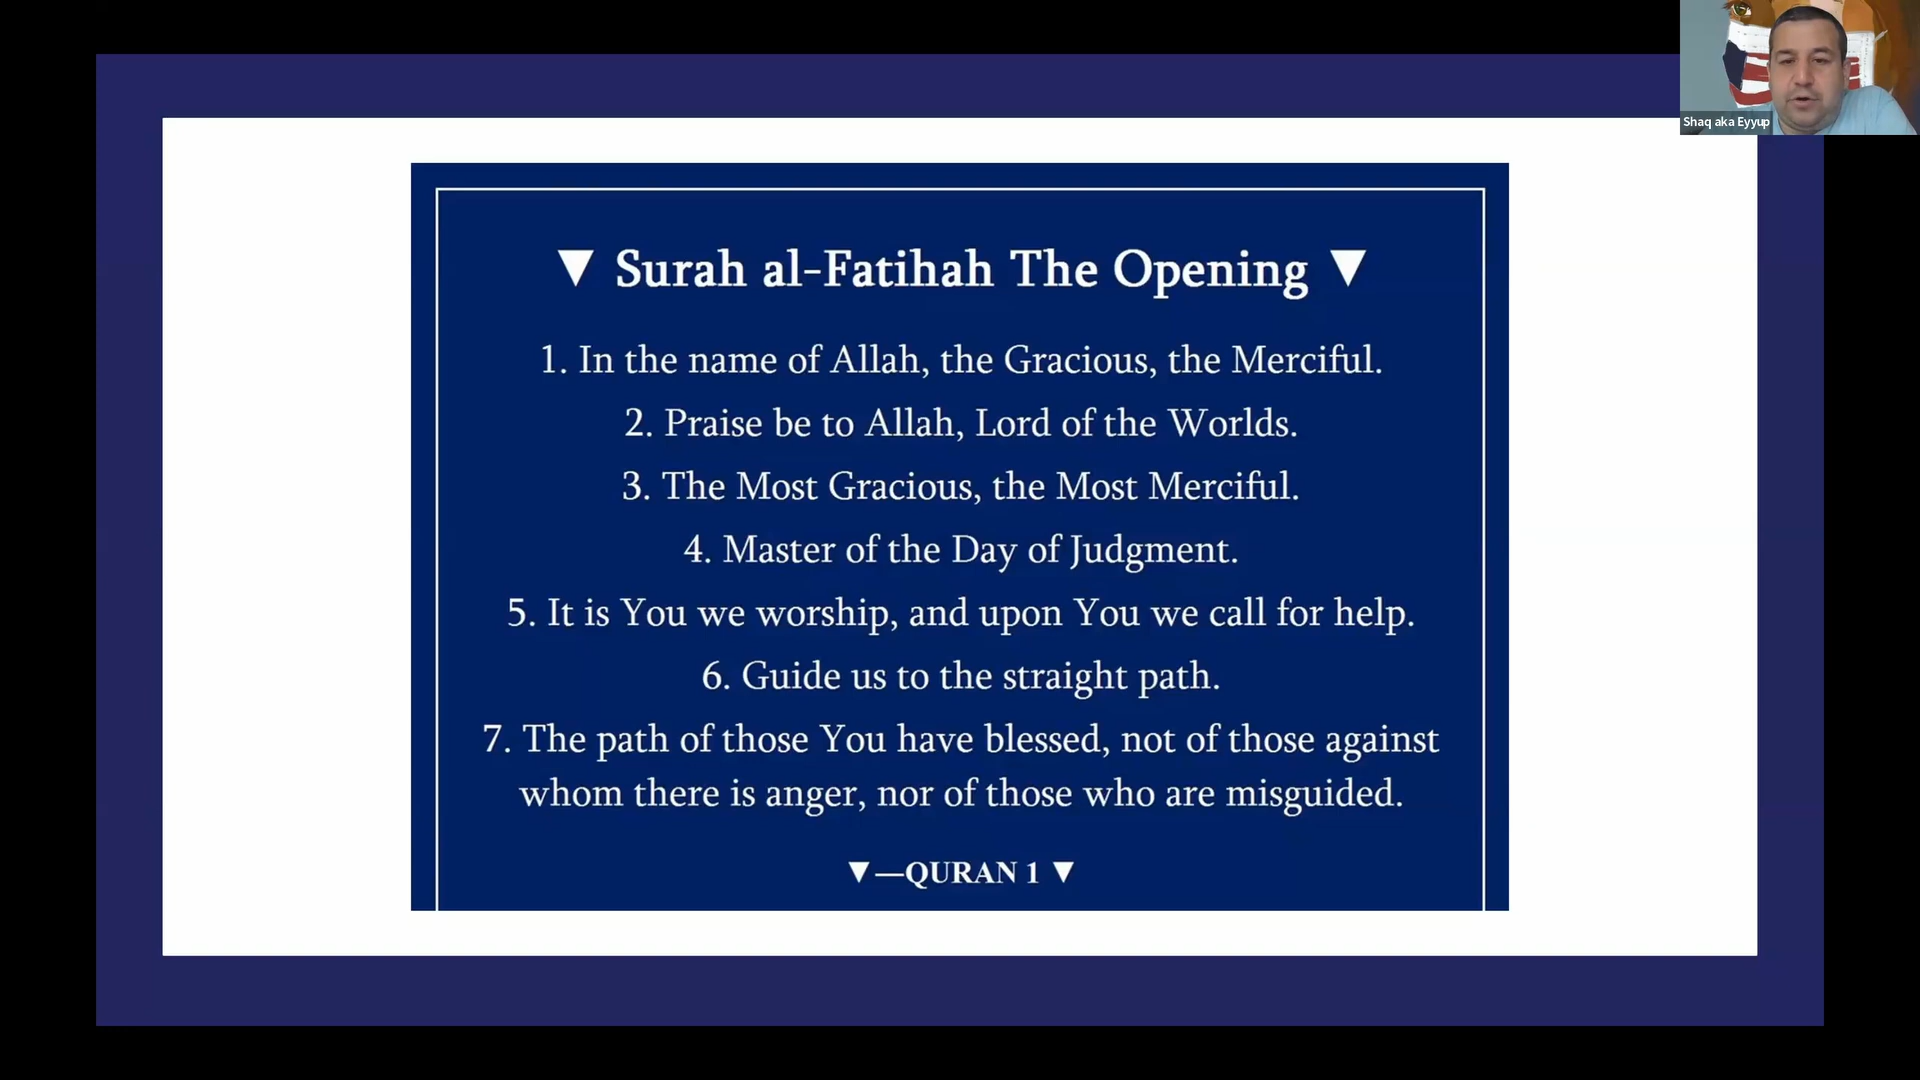 Shaq aka Eyyup
▼ Surah al-Fatihah The Opening ▼
1. In the name of Allah, the Gracious, the Merciful.
2. Praise be to Allah, Lord of the Worlds.
3. The Most Gracious, the Most Merciful.
4. Master of the Day of Judgment.
5. It is You we worship, and upon You we call for help.
6. Guide us to the straight path.
7. The path of those You have blessed, not of those against
whom there is anger, nor of those who are misguided.
▼—QURAN 1 ▼